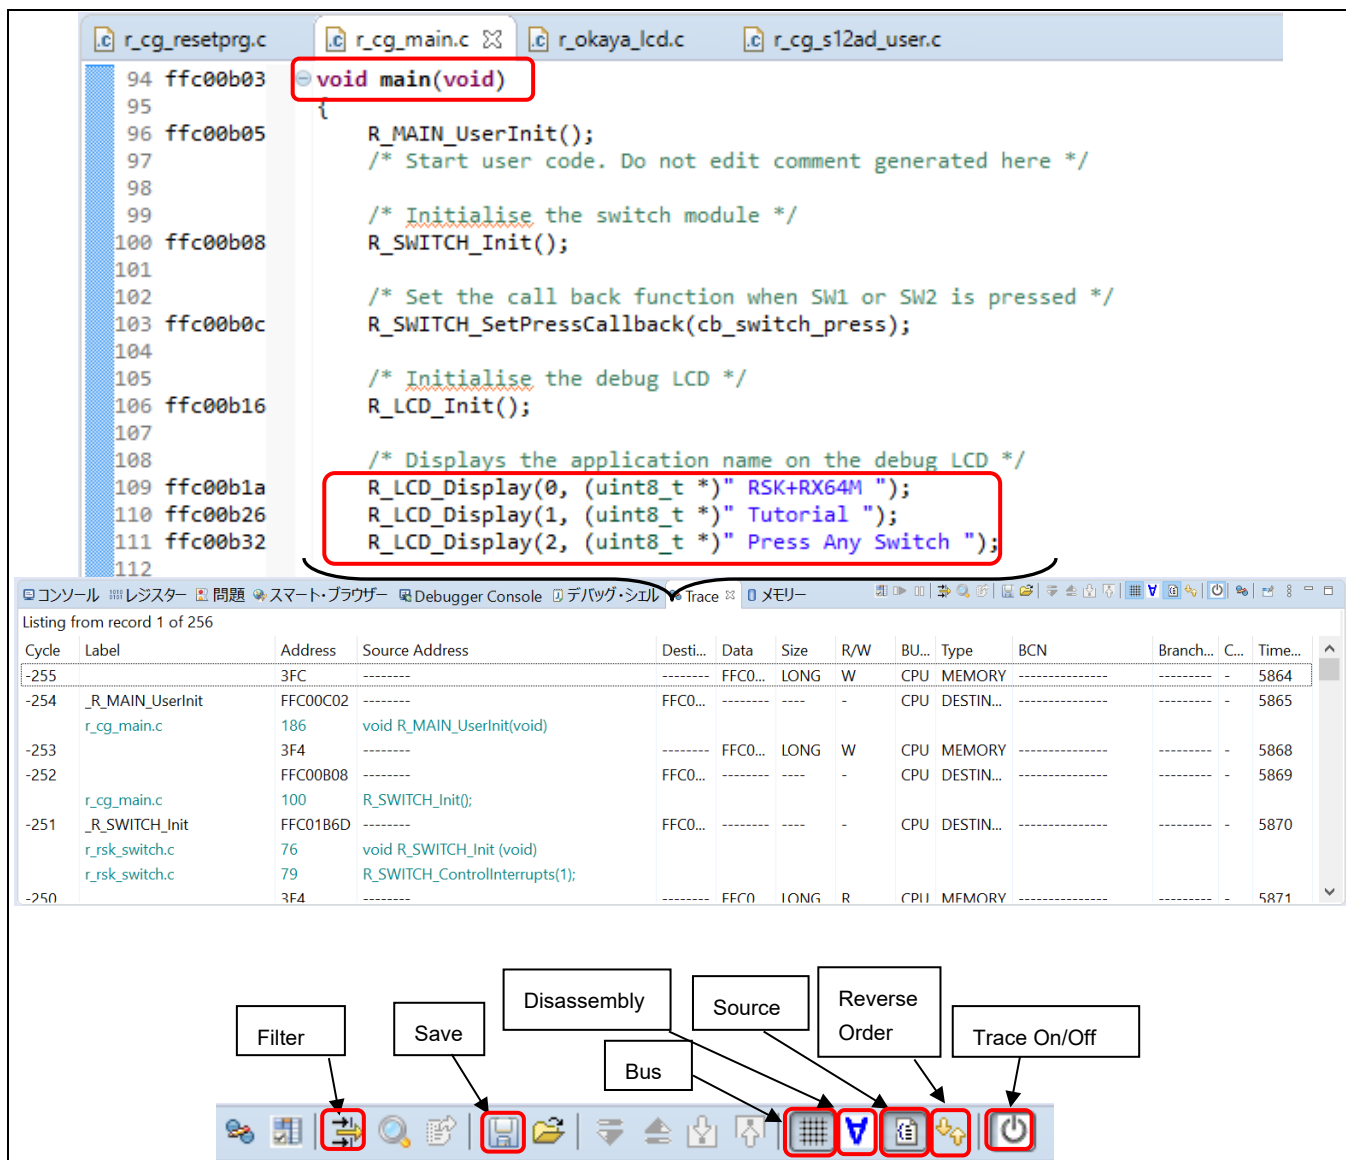 r_cg_resetprg.c r_cg_main.c r_okaya_lcd.c r_cg_s12ad_user.c
94 ffc00b03 void main(void)
95 {
96 ffc00b05 R_MAIN_UserInit();
97 /* Start user code. Do not edit comment generated here */
98
99 /* Initialise the switch module */
100 ffc00b08 R_SWITCH_Init();
101
102 /* Set the call back function when SW1 or SW2 is pressed */
103 ffc00b0c R_SWITCH_SetPressCallback(cb_switch_press);
104
105 /* Initialise the debug LCD */
106 ffc00b16 R_LCD_Init();
107
108 /* Displays the application name on the debug LCD */
109 ffc00b1a R_LCD_Display(0, (uint8_t *)" RSK+RX64M ");
110 ffc00b26 R_LCD_Display(1, (uint8_t *)" Tutorial ");
111 ffc00b32 R_LCD_Display(2, (uint8_t *)" Press Any Switch ");
112
コンソール レジスター 問題 スマート・ブラウザー Debugger Console デバッグ・シェル Trace メモリー
Listing from record 1 of 256
Cycle Label Address Source Address Desti... Data Size R/W BU... Type BCN Branch... C... Time...
-255 3FC -------- -------- FFC0... LONG W CPU MEMORY --------------- --------- - 5864
-254 _R_MAIN_UserInit FFC00C02 -------- FFC0... -------- ---- - CPU DESTIN... --------------- --------- - 5865
r_cg_main.c 186 void R_MAIN_UserInit(void)
-253 3F4 -------- -------- FFC0... LONG W CPU MEMORY --------------- --------- - 5868
-252 FFC00B08 -------- FFC0... -------- ---- - CPU DESTIN... --------------- --------- - 5869
r_cg_main.c 100 R_SWITCH_Init();
-251 _R_SWITCH_Init FFC01B6D -------- FFC0... -------- ---- - CPU DESTIN... --------------- --------- - 5870
r_rsk_switch.c 76 void R_SWITCH_Init (void)
r_rsk_switch.c 79 R_SWITCH_ControlInterrupts(1);
-250 3F4 -------- -------- FFC0 LONG R CPU MEMORY --------------- --------- - 5871
Filter
Save
Disassembly
Bus
Source
Reverse
Order
Trace On/Off